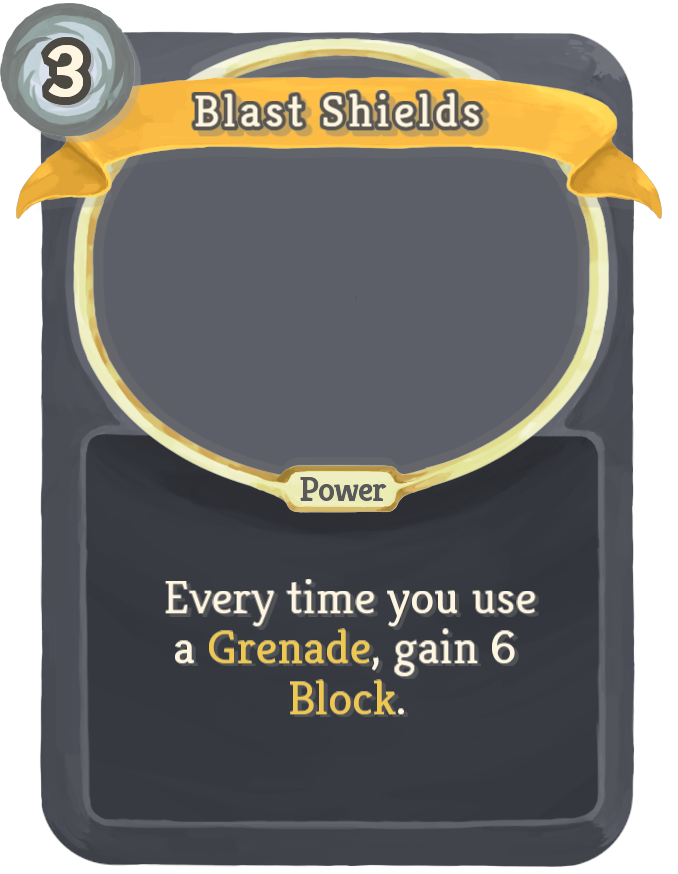 3
Blast Shields
Power
Every time you use
a Grenade, gain 6
Block.